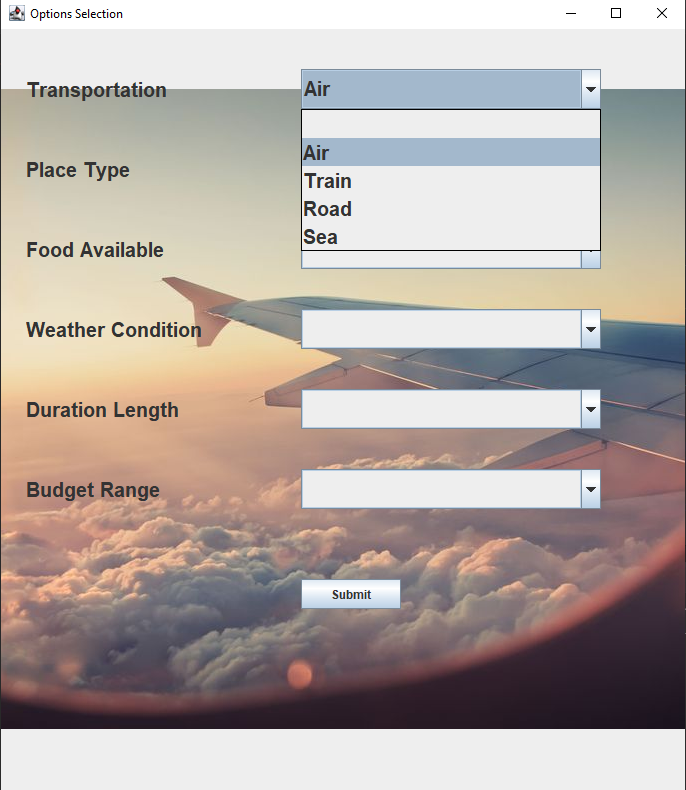 Options Selection
Transportation
Air
Air
Train
Road
Sea
Place Type
Food Available
Weather Condition
Duration Length
Budget Range
Submit